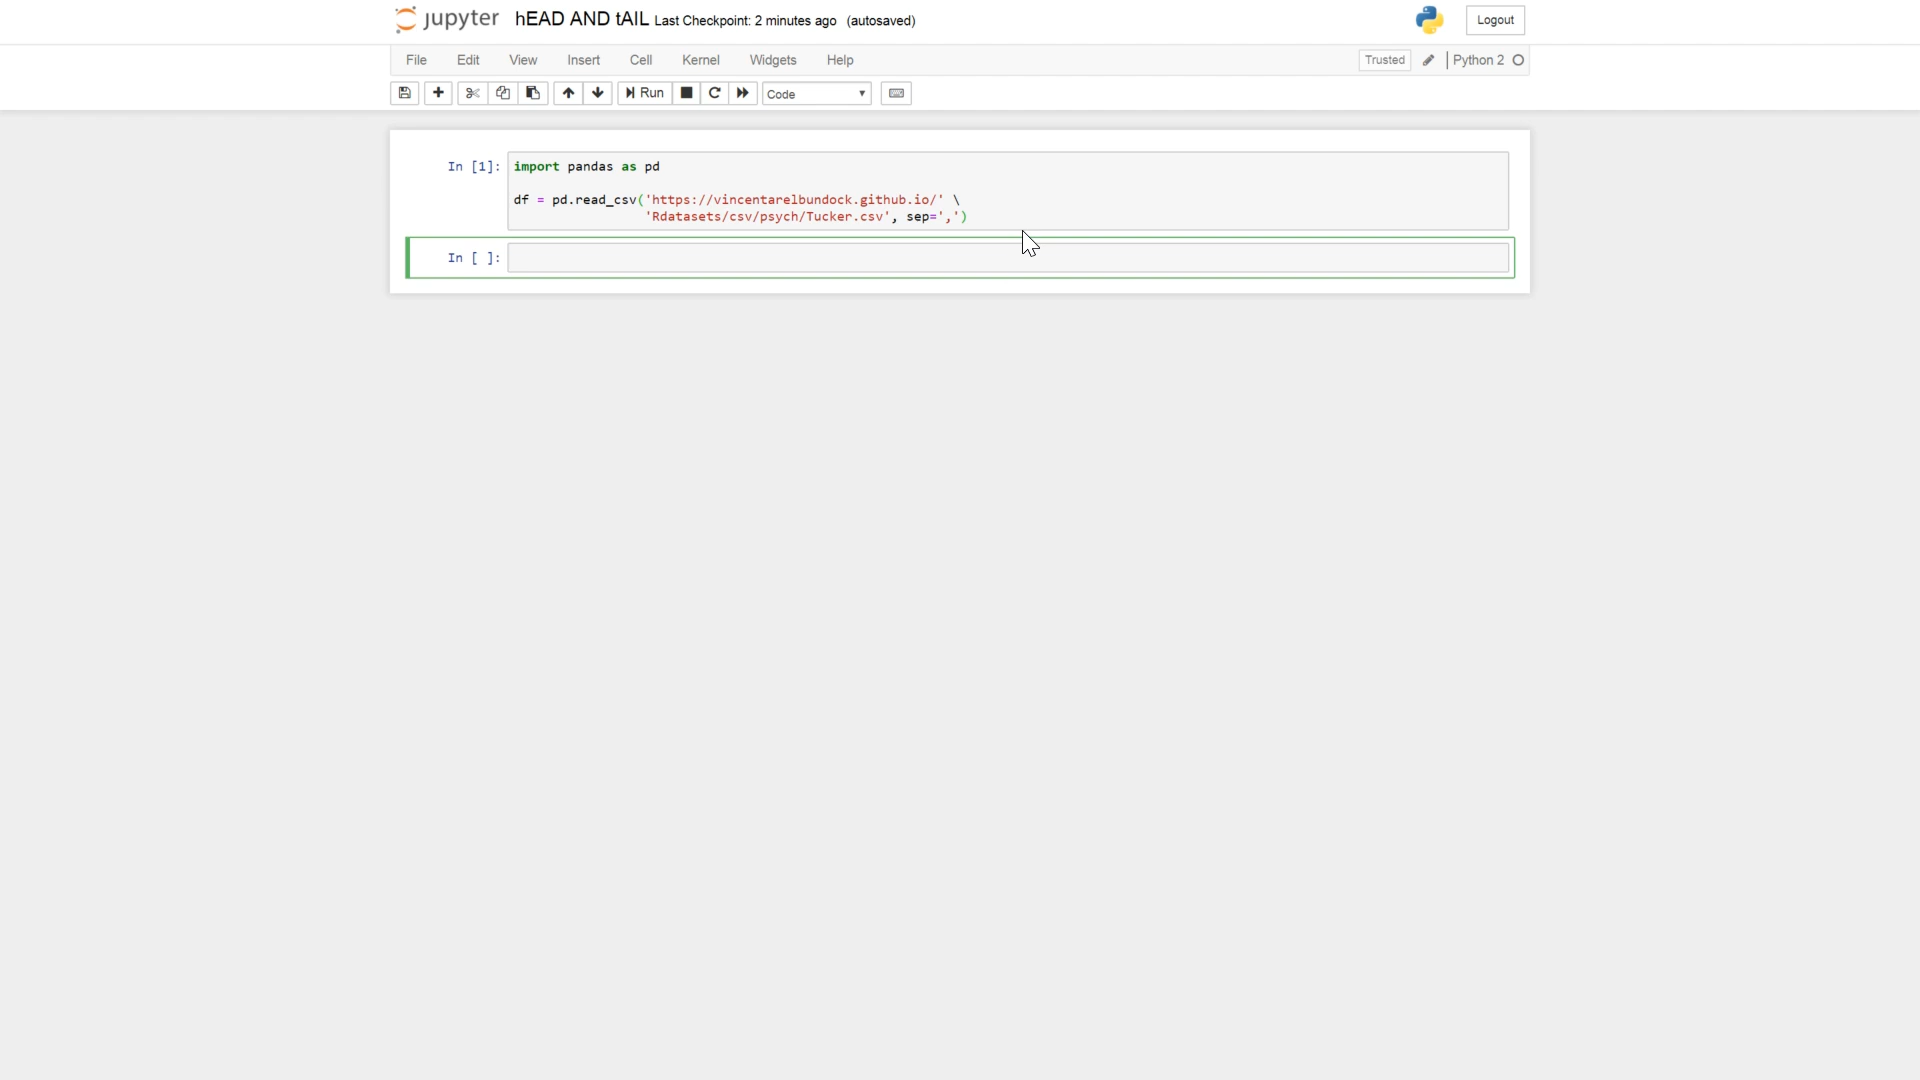 jupyter hEAD AND tAIL Last Checkpoint: 2 minutes ago (autosaved) Logout
File Edit View Insert Cell Kernel Widgets Help Trusted Python 2
Run Code
In [1]: import pandas as pd
df = pd.read_csv('https://vincentarelbundock.github.io/' \
'Rdatasets/csv/psych/Tucker.csv', sep=',')
In [ ]: